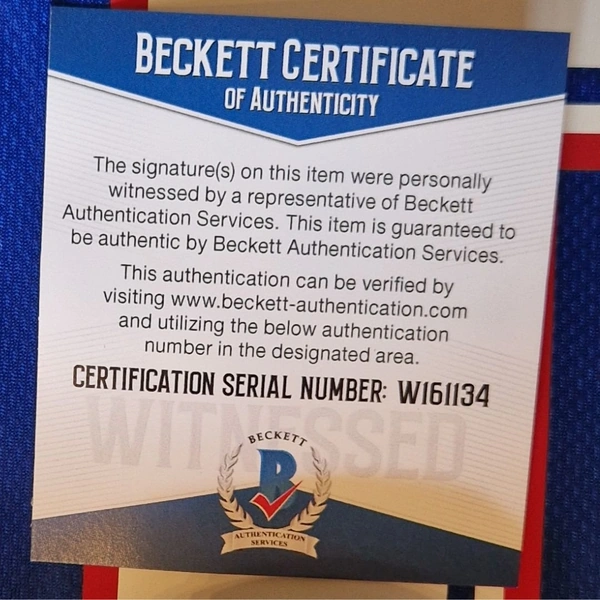 BECKETT CERTIFICATE
OF AUTHENTICITY
The signature(s) on this item were personally
witnessed by a representative of Beckett
Authentication Services. This item is guaranteed to
be authentic by Beckett Authentication Services.
This authentication can be verified by
visiting www.beckett-authentication.com
and utilizing the below authentication
number in the designated area.
CERTIFICATION SERIAL NUMBER: W161134
WITNESSED
BECKETT
B
AUTHENTICATION
SERVICES